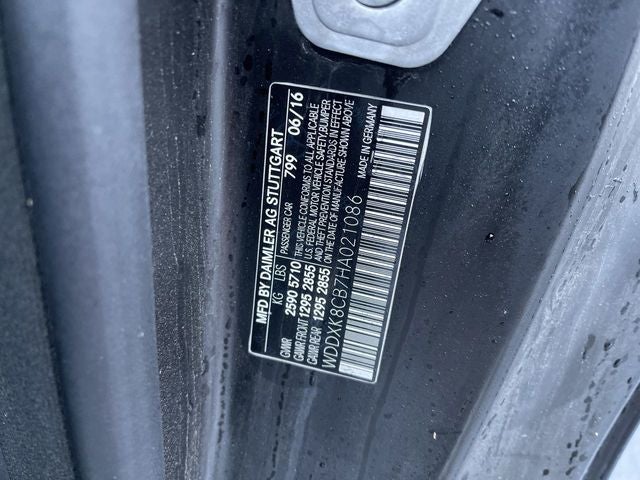 MFD BY DAIMLER AG STUTTGART
KG LBS PASSENGER CAR 799 06/16
GVWR 2590 5710 THIS VEHICLE CONFORMS TO ALL APPLICABLE
GAWR FRONT 1295 2855 U.S. FEDERAL MOTOR VEHICLE SAFETY, BUMPER
GAWR REAR 1295 2855 AND THEFT PREVENTION STANDARDS IN EFFECT
ON THE DATE OF MANUFACTURE SHOWN ABOVE
WDDXK8CB7HA021086 MADE IN GERMANY